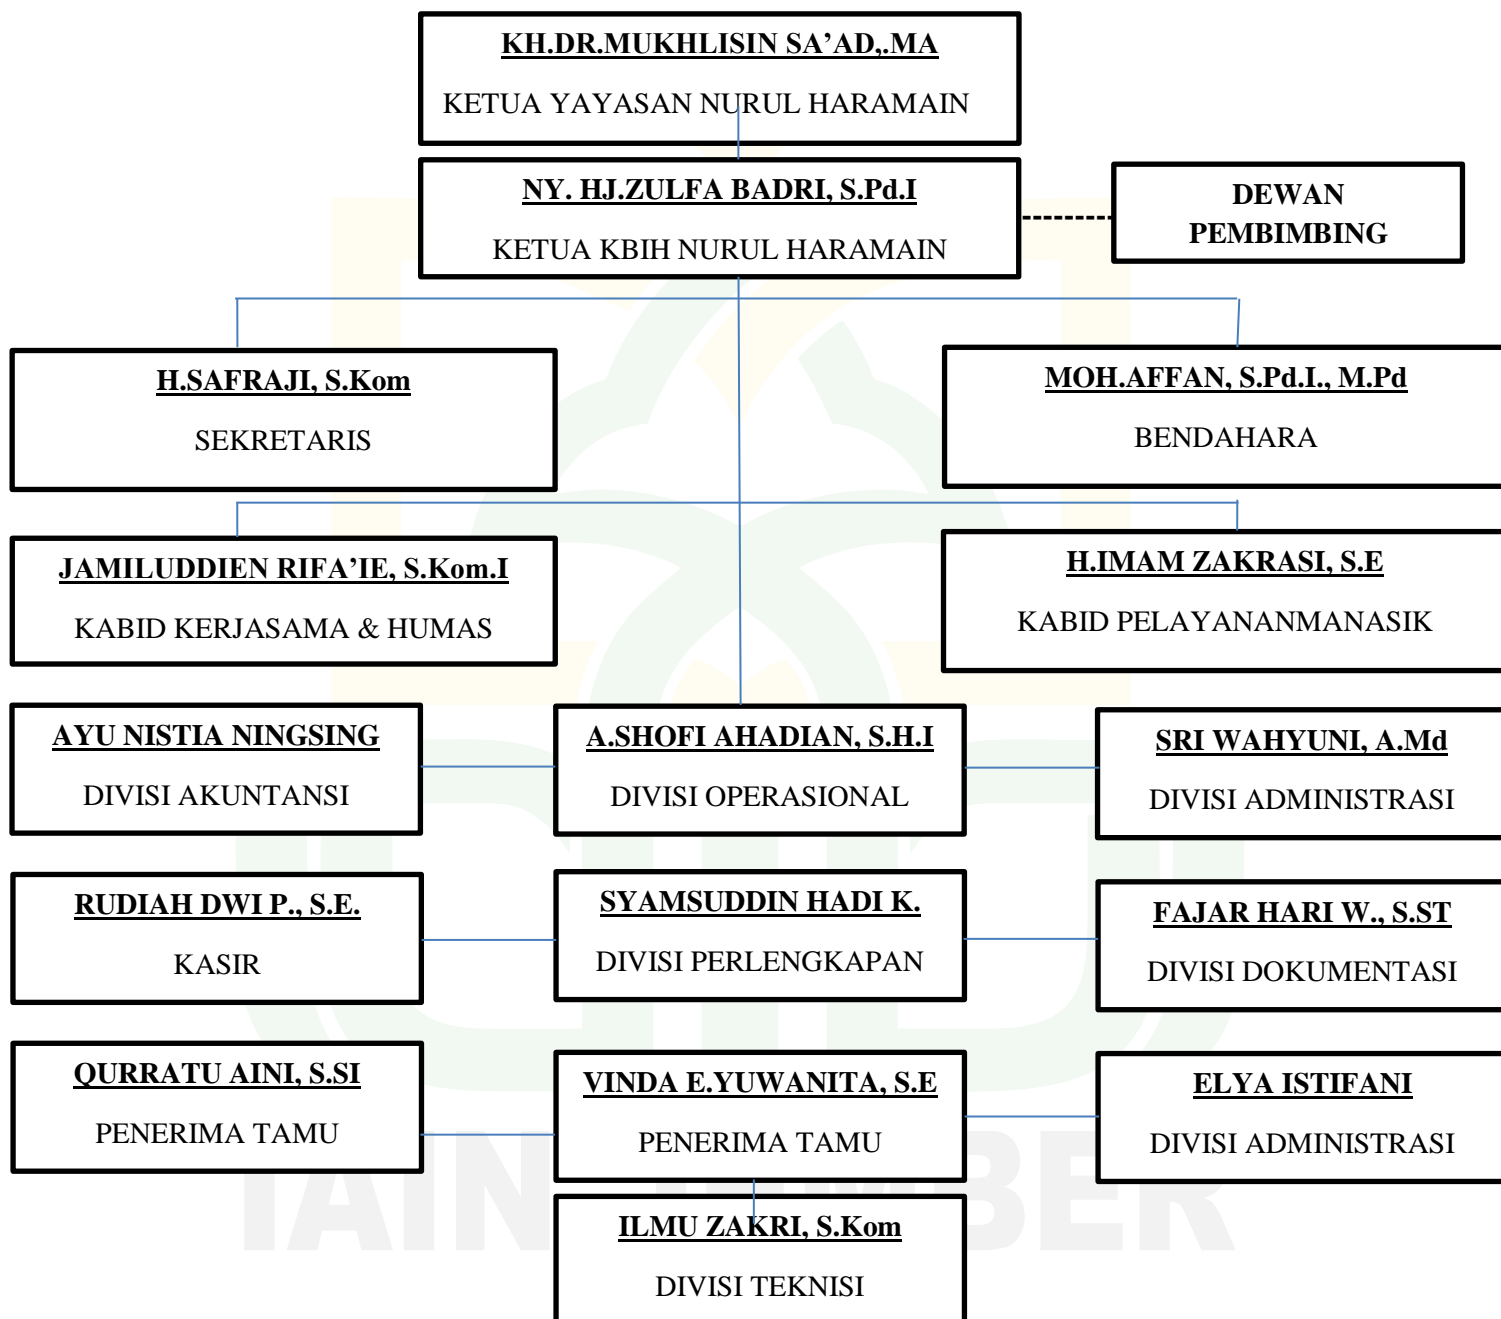 KH.DR.MUKHLISIN SA’AD,.MA
KETUA YAYASAN NURUL HARAMAIN
NY. HJ.ZULFA BADRI, S.Pd.I
KETUA KBIH NURUL HARAMAIN
DEWAN
PEMBIMBING
H.SAFRAJI, S.Kom
SEKRETARIS
MOH.AFFAN, S.Pd.I., M.Pd
BENDAHARA
JAMILUDDIEN RIFA’IE, S.Kom.I
KABID KERJASAMA & HUMAS
H.IMAM ZAKRASI, S.E
KABID PELAYANANMANASIK
AYU NISTIA NINGSING
DIVISI AKUNTANSI
A.SHOFI AHADIAN, S.H.I
DIVISI OPERASIONAL
SRI WAHYUNI, A.Md
DIVISI ADMINISTRASI
RUDIAH DWI P., S.E.
KASIR
SYAMSUDDIN HADI K.
DIVISI PERLENGKAPAN
FAJAR HARI W., S.ST
DIVISI DOKUMENTASI
QURRATU AINI, S.SI
PENERIMA TAMU
VINDA E.YUWANITA, S.E
PENERIMA TAMU
ELYA ISTIFANI
DIVISI ADMINISTRASI
ILMU ZAKRI, S.Kom
DIVISI TEKNISI
IAIN